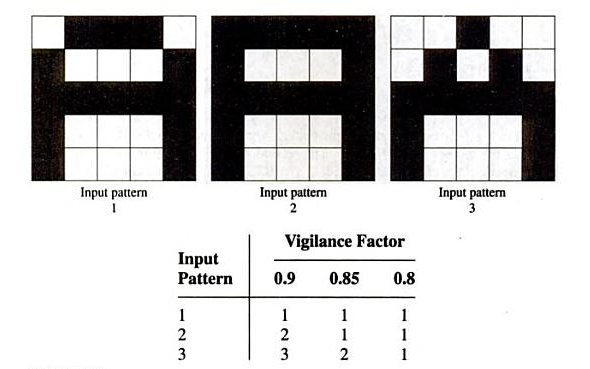 Input pattern Input pattern Input pattern
1 2 3
Vigilance Factor
Input
Pattern 0.9 0.85 0.8
1 1 1 1
2 2 1 1
3 3 2 1